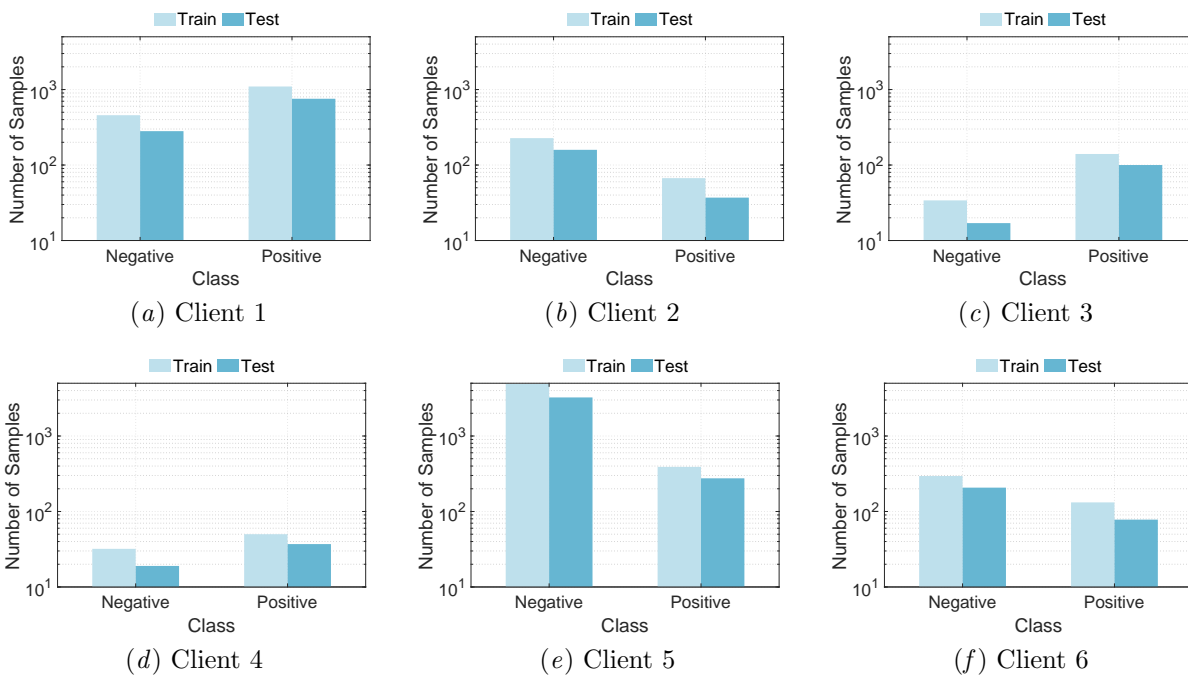 Train Test
Number of Samples
10^3
10^2
10^1
Negative Positive
Class
(a) Client 1
Train Test
Number of Samples
10^3
10^2
10^1
Negative Positive
Class
(b) Client 2
Train Test
Number of Samples
10^3
10^2
10^1
Negative Positive
Class
(c) Client 3
Train Test
Number of Samples
10^3
10^2
10^1
Negative Positive
Class
(d) Client 4
Train Test
Number of Samples
10^3
10^2
10^1
Negative Positive
Class
(e) Client 5
Train Test
Number of Samples
10^3
10^2
10^1
Negative Positive
Class
(f) Client 6